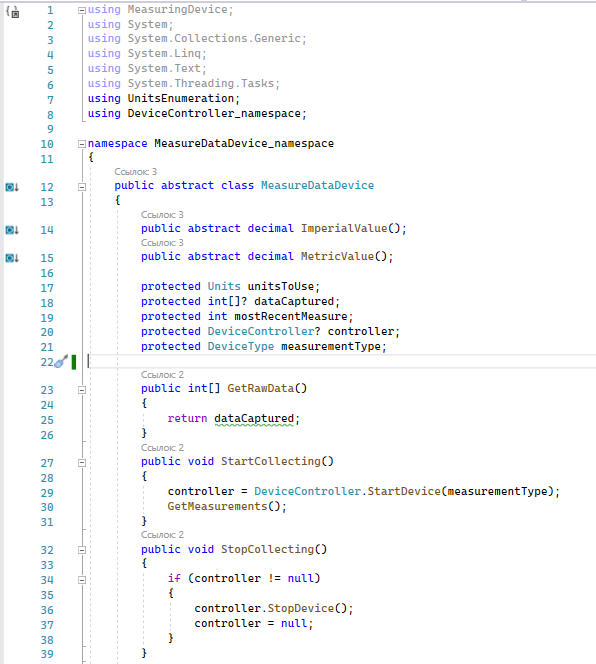 1 using MeasuringDevice;
2 using System;
3 using System.Collections.Generic;
4 using System.Linq;
5 using System.Text;
6 using System.Threading.Tasks;
7 using UnitsEnumeration;
8 using DeviceController_namespace;
9
10 namespace MeasureDataDevice_namespace
11 {
Ссылок: 3
12 public abstract class MeasureDataDevice
13 {
Ссылок: 3
14 public abstract decimal ImperialValue();
Ссылок: 3
15 public abstract decimal MetricValue();
16
17 protected Units unitsToUse;
18 protected int[]? dataCaptured;
19 protected int mostRecentMeasure;
20 protected DeviceController? controller;
21 protected DeviceType measurementType;
22
Ссылок: 2
23 public int[] GetRawData()
24 {
25 return dataCaptured;
26 }
Ссылок: 2
27 public void StartCollecting()
28 {
29 controller = DeviceController.StartDevice(measurementType);
30 GetMeasurements();
31 }
Ссылок: 2
32 public void StopCollecting()
33 {
34 if (controller != null)
35 {
36 controller.StopDevice();
37 controller = null;
38 }
39 }